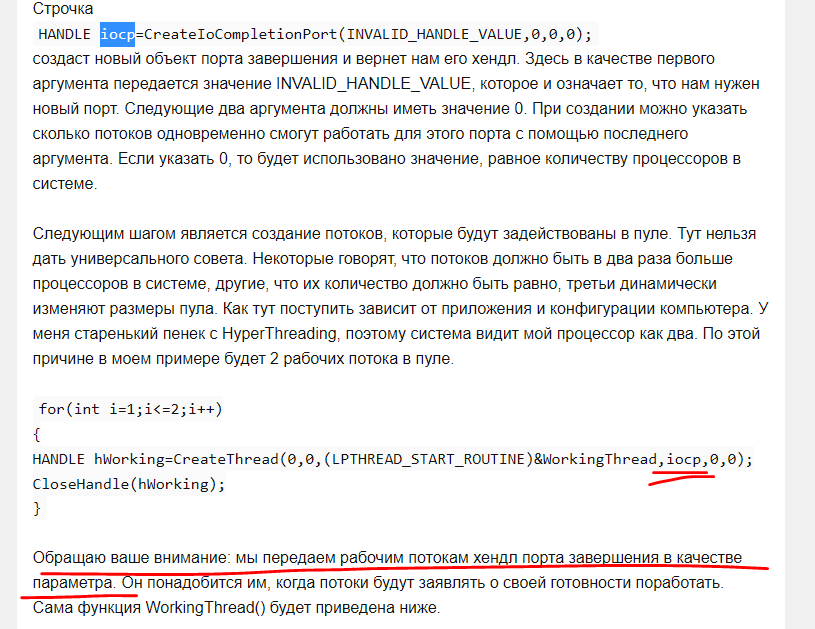 Строчка
HANDLE iocp=CreateIoCompletionPort(INVALID_HANDLE_VALUE,0,0,0);
создаст новый объект порта завершения и вернет нам его хендл. Здесь в качестве первого
аргумента передается значение INVALID_HANDLE_VALUE, которое и означает то, что нам нужен
новый порт. Следующие два аргумента должны иметь значение 0. При создании можно указать
сколько потоков одновременно смогут работать для этого порта с помощью последнего
аргумента. Если указать 0, то будет использовано значение, равное количеству процессоров в
системе.
Следующим шагом является создание потоков, которые будут задействованы в пуле. Тут нельзя
дать универсального совета. Некоторые говорят, что потоков должно быть в два раза больше
процессоров в системе, другие, что их количество должно быть равно, третьи динамически
изменяют размеры пула. Как тут поступить зависит от приложения и конфигурации компьютера. У
меня старенький пенек с HyperThreading, поэтому система видит мой процессор как два. По этой
причине в моем примере будет 2 рабочих потока в пуле.
for(int i=1;i<=2;i++)
{
HANDLE hWorking=CreateThread(0,0,(LPTHREAD_START_ROUTINE)&WorkingThread,iocp,0,0);
CloseHandle(hWorking);
}
Обращаю ваше внимание: мы передаем рабочим потокам хендл порта завершения в качестве
параметра. Он понадобится им, когда потоки будут заявлять о своей готовности поработать.
Сама функция WorkingThread() будет приведена ниже.